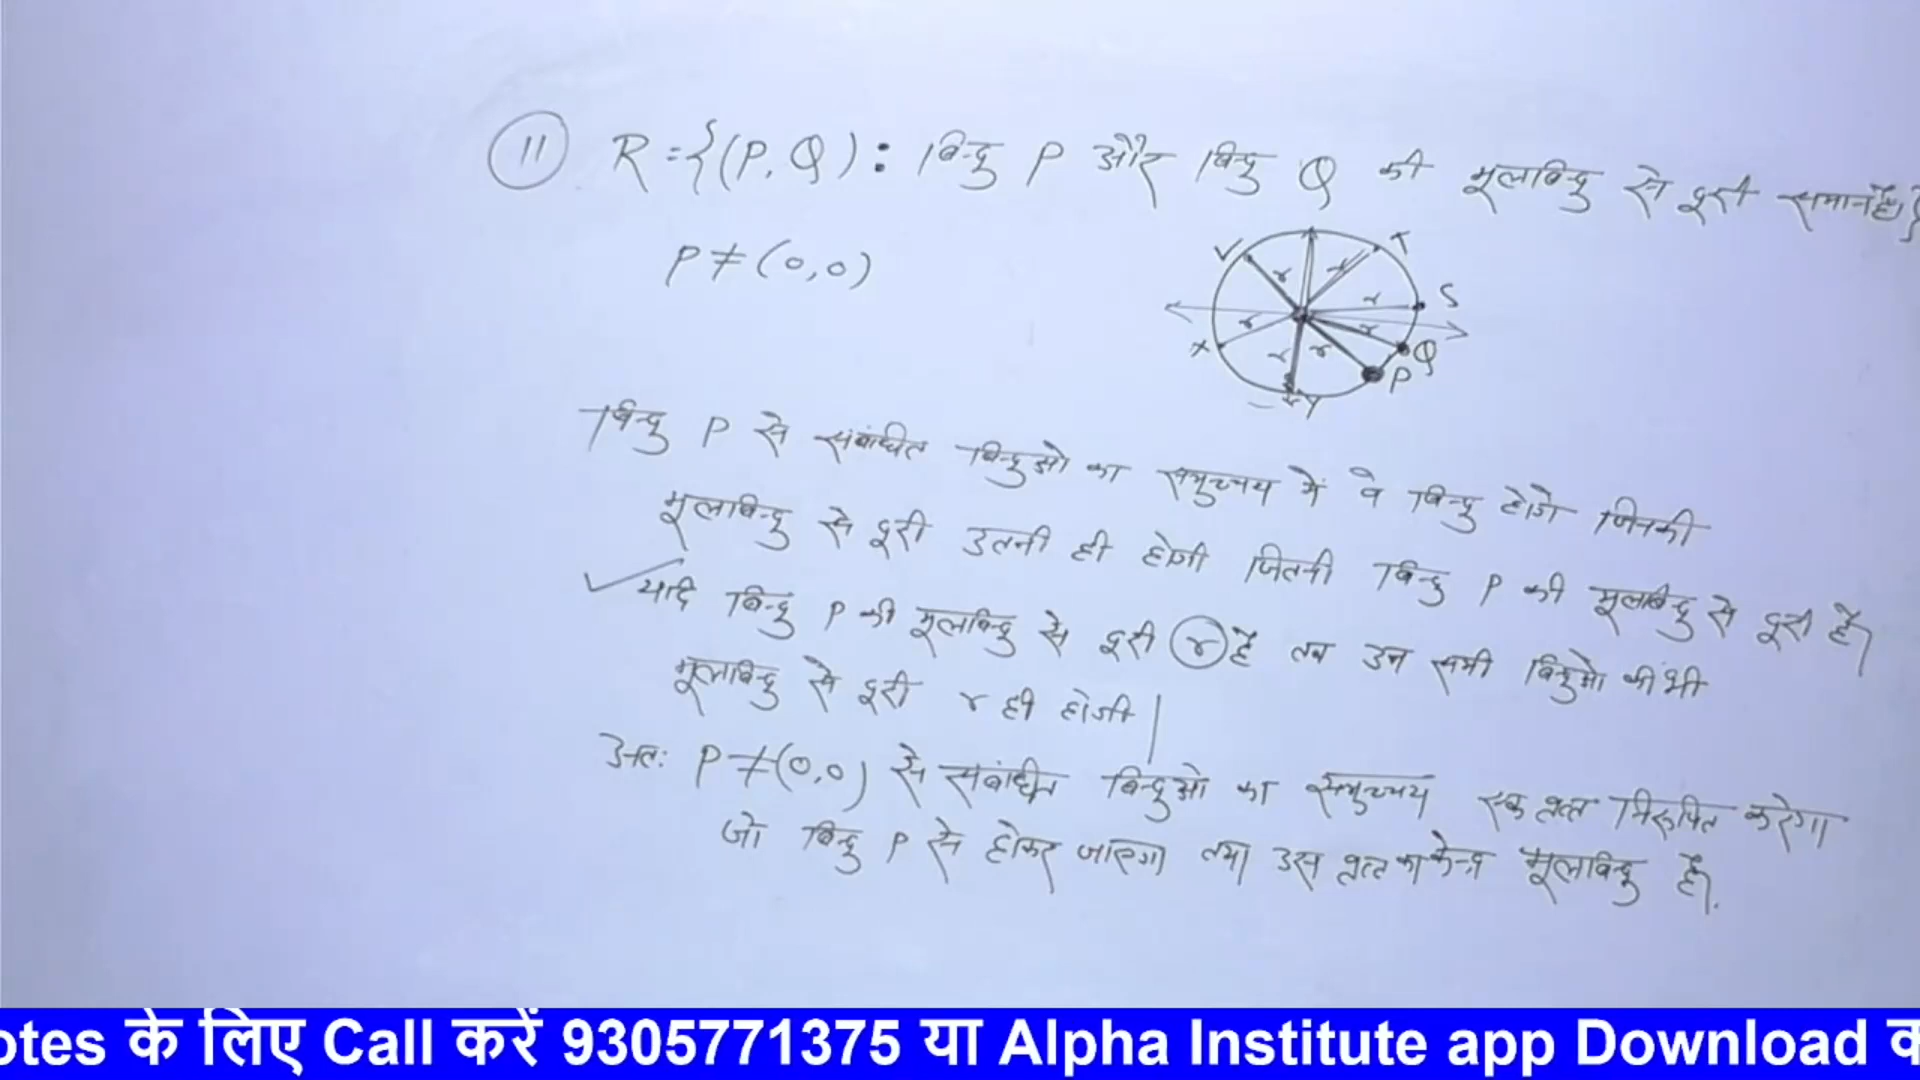 11 R = {(P, Q) : बिन्दु P और बिन्दु Q की मूलबिन्दु से दूरी समान है।}
P ≠ (0,0)
V T S Q P Y X
r r r r r r r
बिन्दु P से संबंधित बिन्दुओ का समुच्चय में वे बिन्दु होगे जिनकी
मूलबिन्दु से दूरी उतनी ही होगी जितनी बिन्दु P की मूलबिन्दु से दूरी है।
✓ यदि बिन्दु P की मूलबिन्दु से दूरी r है तब उन सभी बिन्दुओ की भी
मूलबिन्दु से दूरी r ही होगी |
अतः P ≠ (0,0) से संबंधित बिन्दुओ का समुच्चय एक वृत्त निरूपित करेगा
जो बिन्दु P से होकर जाएगा तथा उस वृत्त का केन्द्र मूलबिन्दु है।
otes के लिए Call करें 9305771375 या Alpha Institute app Download क